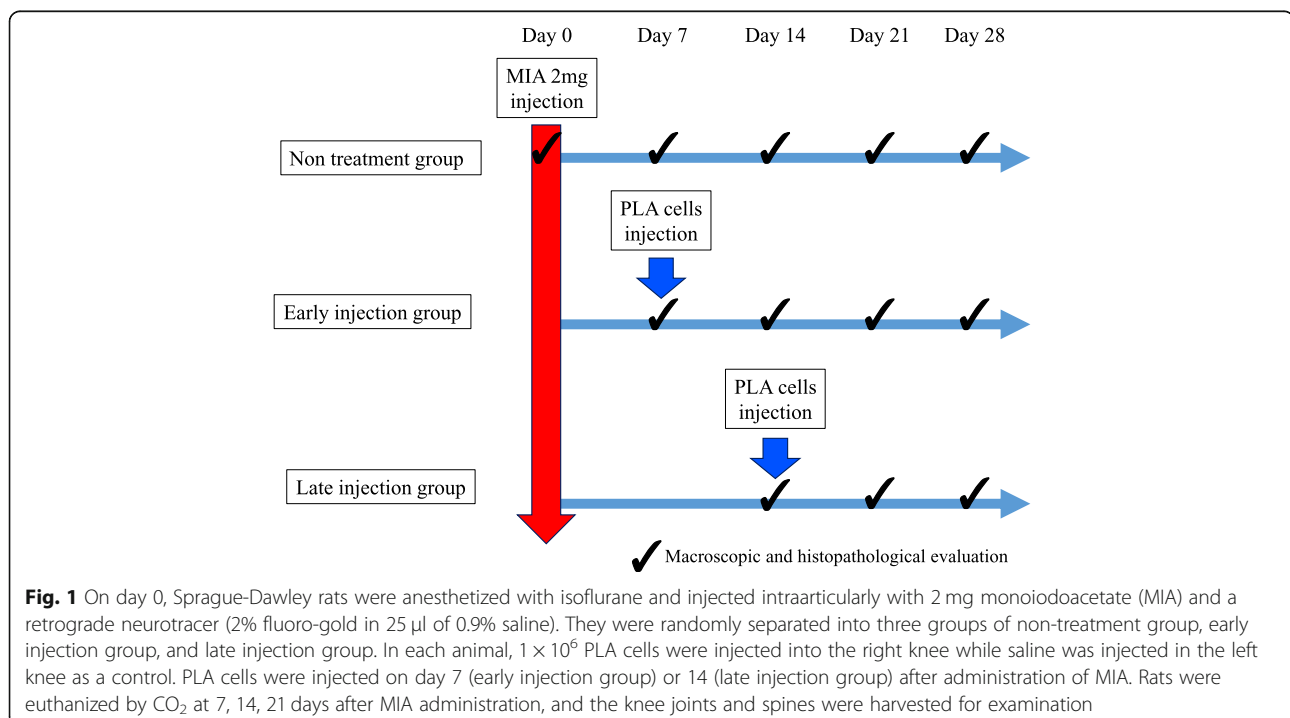 Day 0 Day 7 Day 14 Day 21 Day 28
MIA 2mg
injection
Non treatment group
PLA cells
injection
Early injection group
PLA cells
injection
Late injection group
Macroscopic and histopathological evaluation
Fig. 1 On day 0, Sprague-Dawley rats were anesthetized with isoflurane and injected intraarticularly with 2 mg monoiodoacetate (MIA) and a
retrograde neurotracer (2% fluoro-gold in 25 μl of 0.9% saline). They were randomly separated into three groups of non-treatment group, early
injection group, and late injection group. In each animal, 1 × 10⁶ PLA cells were injected into the right knee while saline was injected in the left
knee as a control. PLA cells were injected on day 7 (early injection group) or 14 (late injection group) after administration of MIA. Rats were
euthanized by CO₂ at 7, 14, 21 days after MIA administration, and the knee joints and spines were harvested for examination